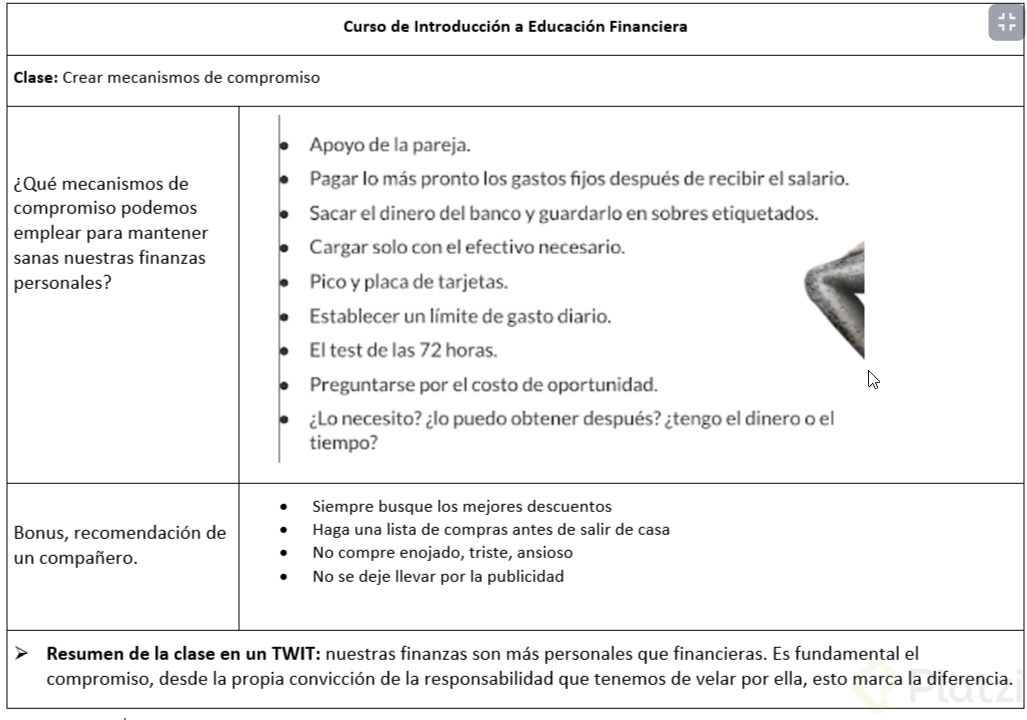 Curso de Introducción a Educación Financiera
Clase: Crear mecanismos de compromiso
¿Qué mecanismos de
compromiso podemos
emplear para mantener
sanas nuestras finanzas
personales?
• Apoyo de la pareja.
• Pagar lo más pronto los gastos fijos después de recibir el salario.
• Sacar el dinero del banco y guardarlo en sobres etiquetados.
• Cargar solo con el efectivo necesario.
• Pico y placa de tarjetas.
• Establecer un límite de gasto diario.
• El test de las 72 horas.
• Preguntarse por el costo de oportunidad.
• ¿Lo necesito? ¿lo puedo obtener después? ¿tengo el dinero o el
tiempo?
Bonus, recomendación de
un compañero.
• Siempre busque los mejores descuentos
• Haga una lista de compras antes de salir de casa
• No compre enojado, triste, ansioso
• No se deje llevar por la publicidad
➢ Resumen de la clase en un TWIT: nuestras finanzas son más personales que financieras. Es fundamental el
compromiso, desde la propia convicción de la responsabilidad que tenemos de velar por ella, esto marca la diferencia.
Platzi